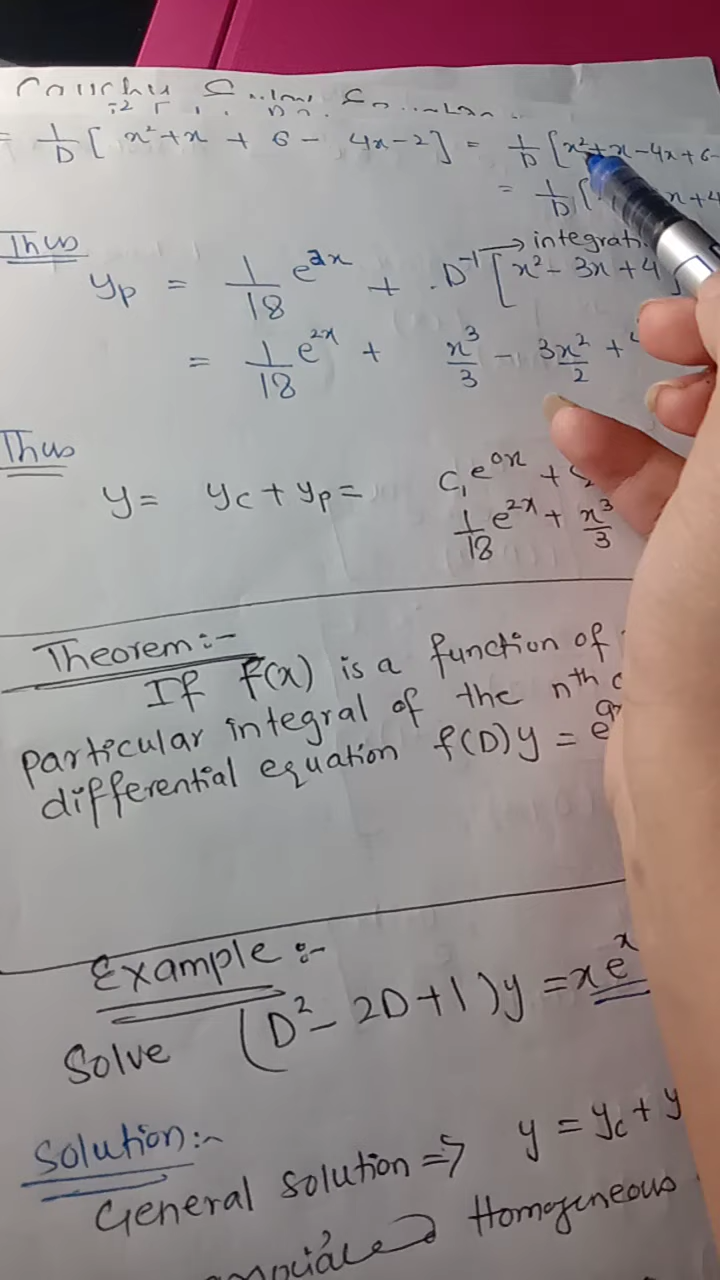 = 1/D [ x² + x + 6 - 4x - 2 ] = 1/D [ x² + x - 4x + 6 -
= 1/D [ x + 4
Thus
→ integrat
yp = 1/18 e^2x + . D⁻¹ [ x² - 3x + 4 ]
= 1/18 e^2x + x³/3 - 3x²/2 +
Thus
y = yc + yp = c₁e^0x +
1/18 e^2x + x³/3
Theorem:-
If f(x) is a function of
particular integral of the nth
differential equation f(D)y = e
Example:-
Solve (D² - 2D + 1)y = xe^x
Solution:-
General solution ⇒ y = yc + y
Homogeneous